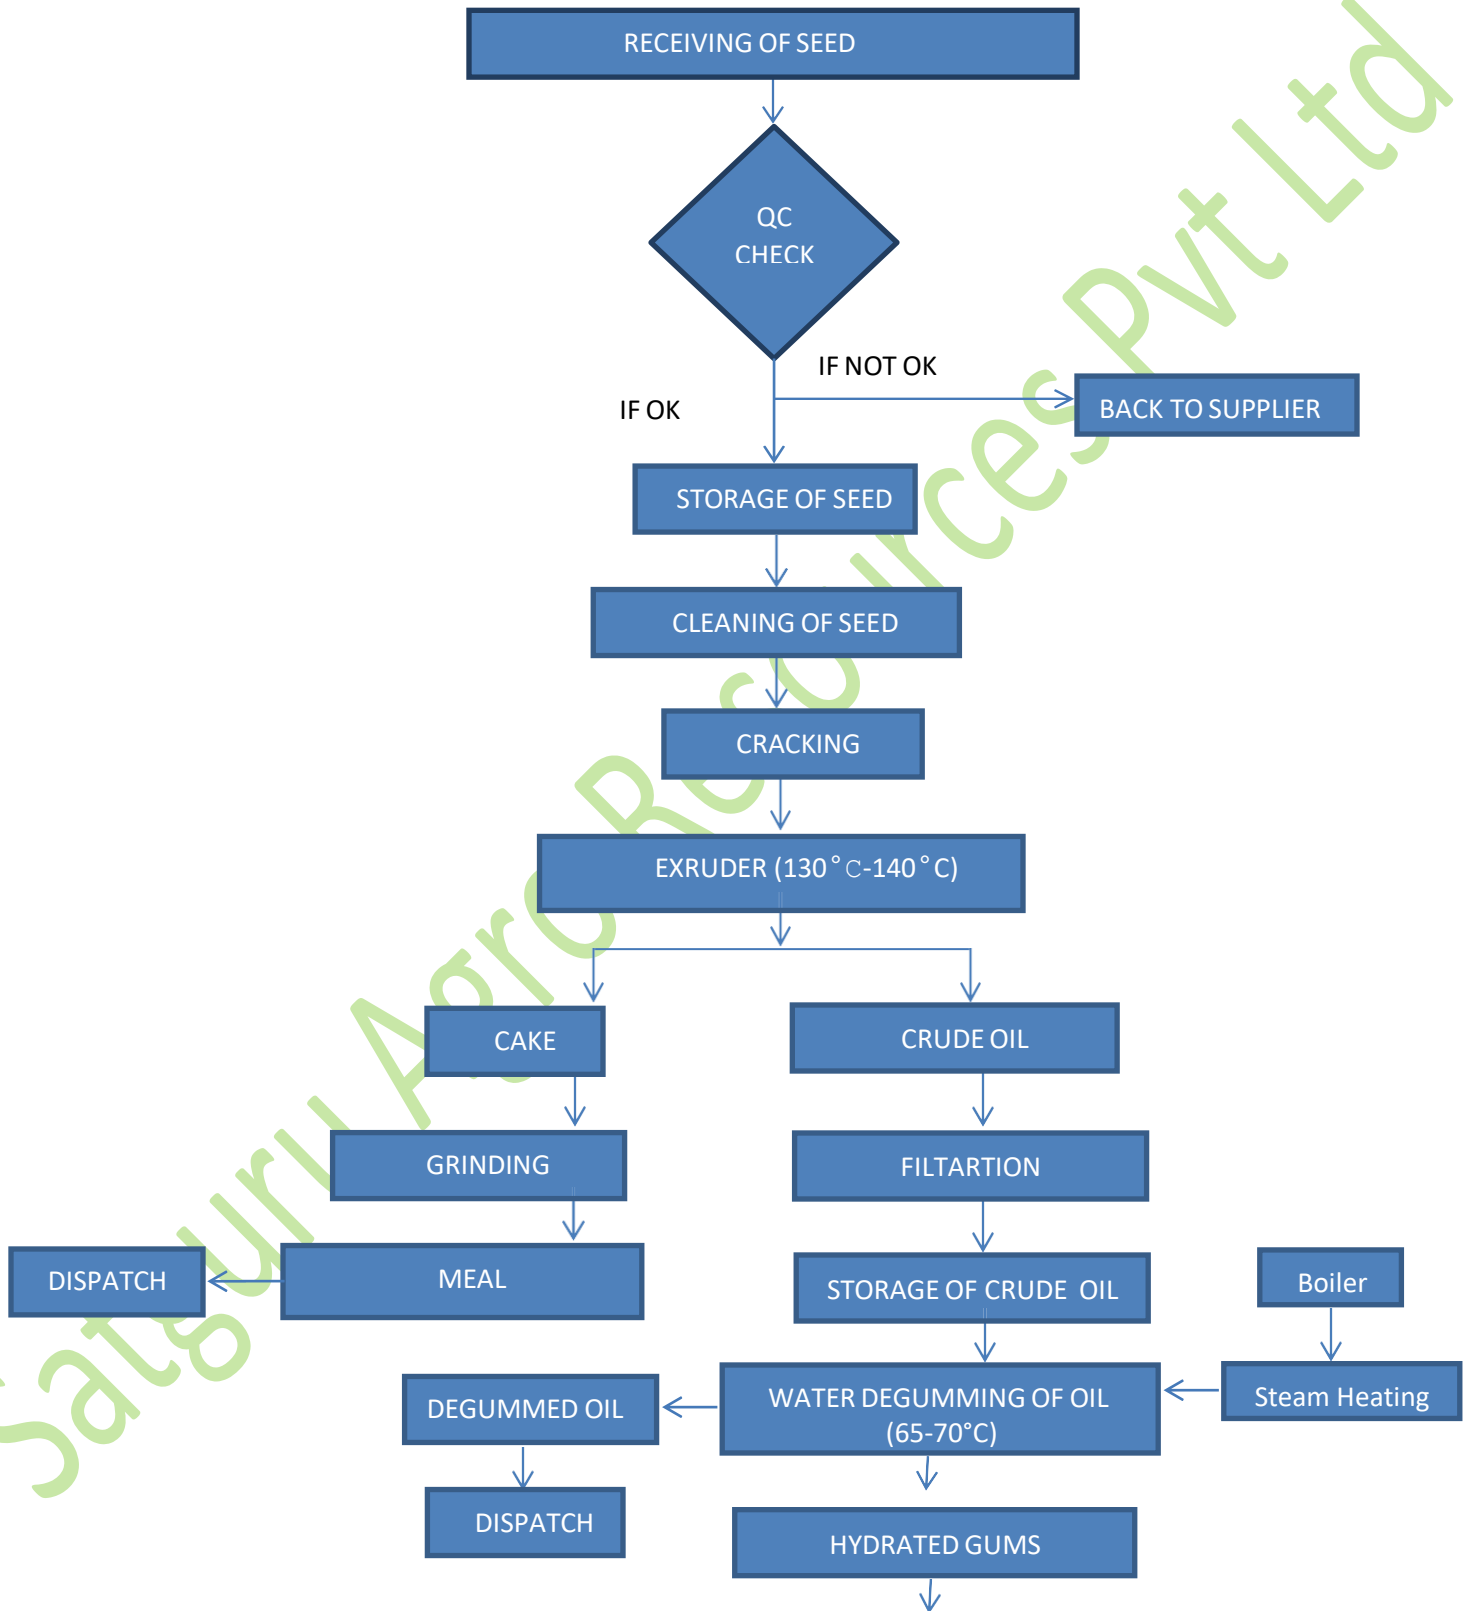 RECEIVING OF SEED
QC
CHECK
IF NOT OK
IF OK
BACK TO SUPPLIER
STORAGE OF SEED
CLEANING OF SEED
CRACKING
EXRUDER (130°C-140°C)
CAKE
CRUDE OIL
GRINDING
FILTARTION
DISPATCH
MEAL
STORAGE OF CRUDE OIL
Boiler
DEGUMMED OIL
WATER DEGUMMING OF OIL
(65-70°C)
Steam Heating
DISPATCH
HYDRATED GUMS
Satguru Agro Resources Pvt Ltd